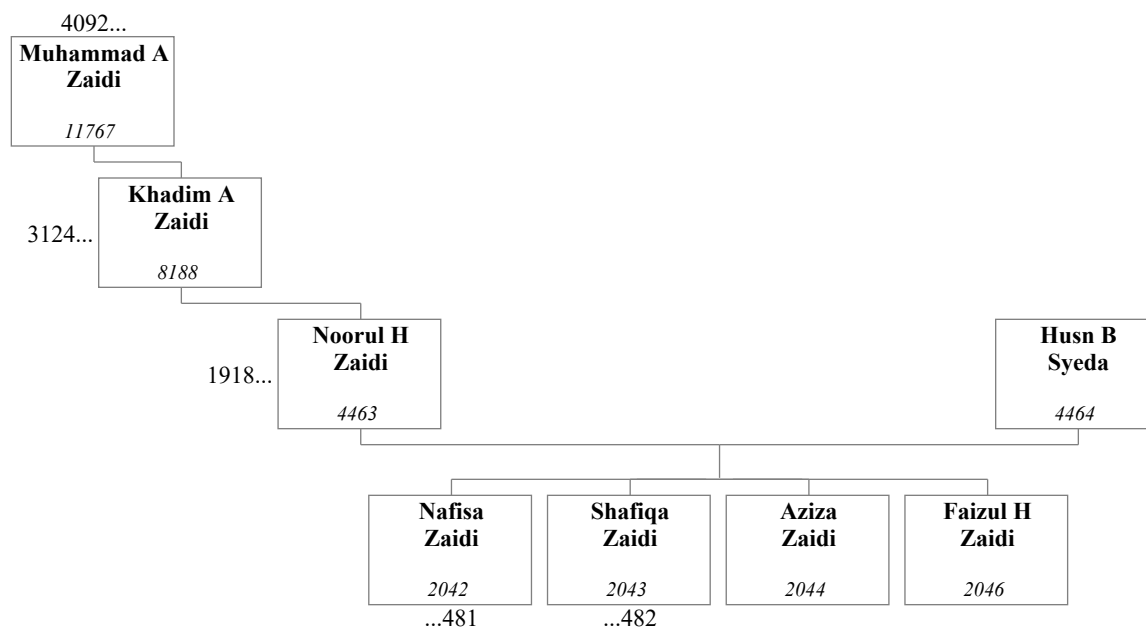 4092...
Muhammad A
Zaidi
11767
Khadim A
Zaidi
3124...
8188
Noorul H
Zaidi
Husn B
Syeda
1918...
4463
4464
Nafisa
Zaidi
Shafiqa
Zaidi
Aziza
Zaidi
Faizul H
Zaidi
2042
2043
2044
2046
...481
...482